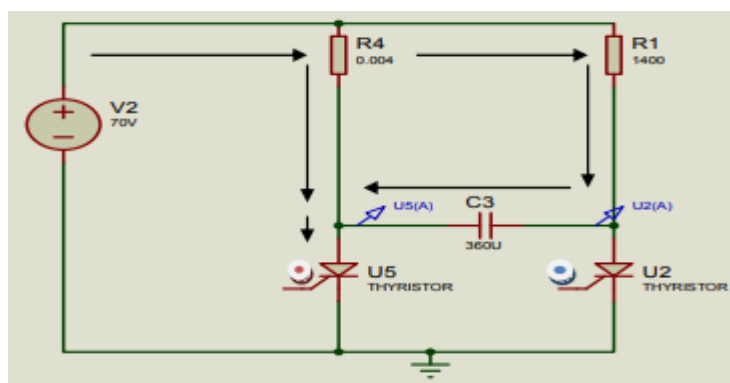 R4
0.004
R1
1400
V2
70V
U5(A)
C3
360U
U2(A)
U5
THYRISTOR
U2
THYRISTOR